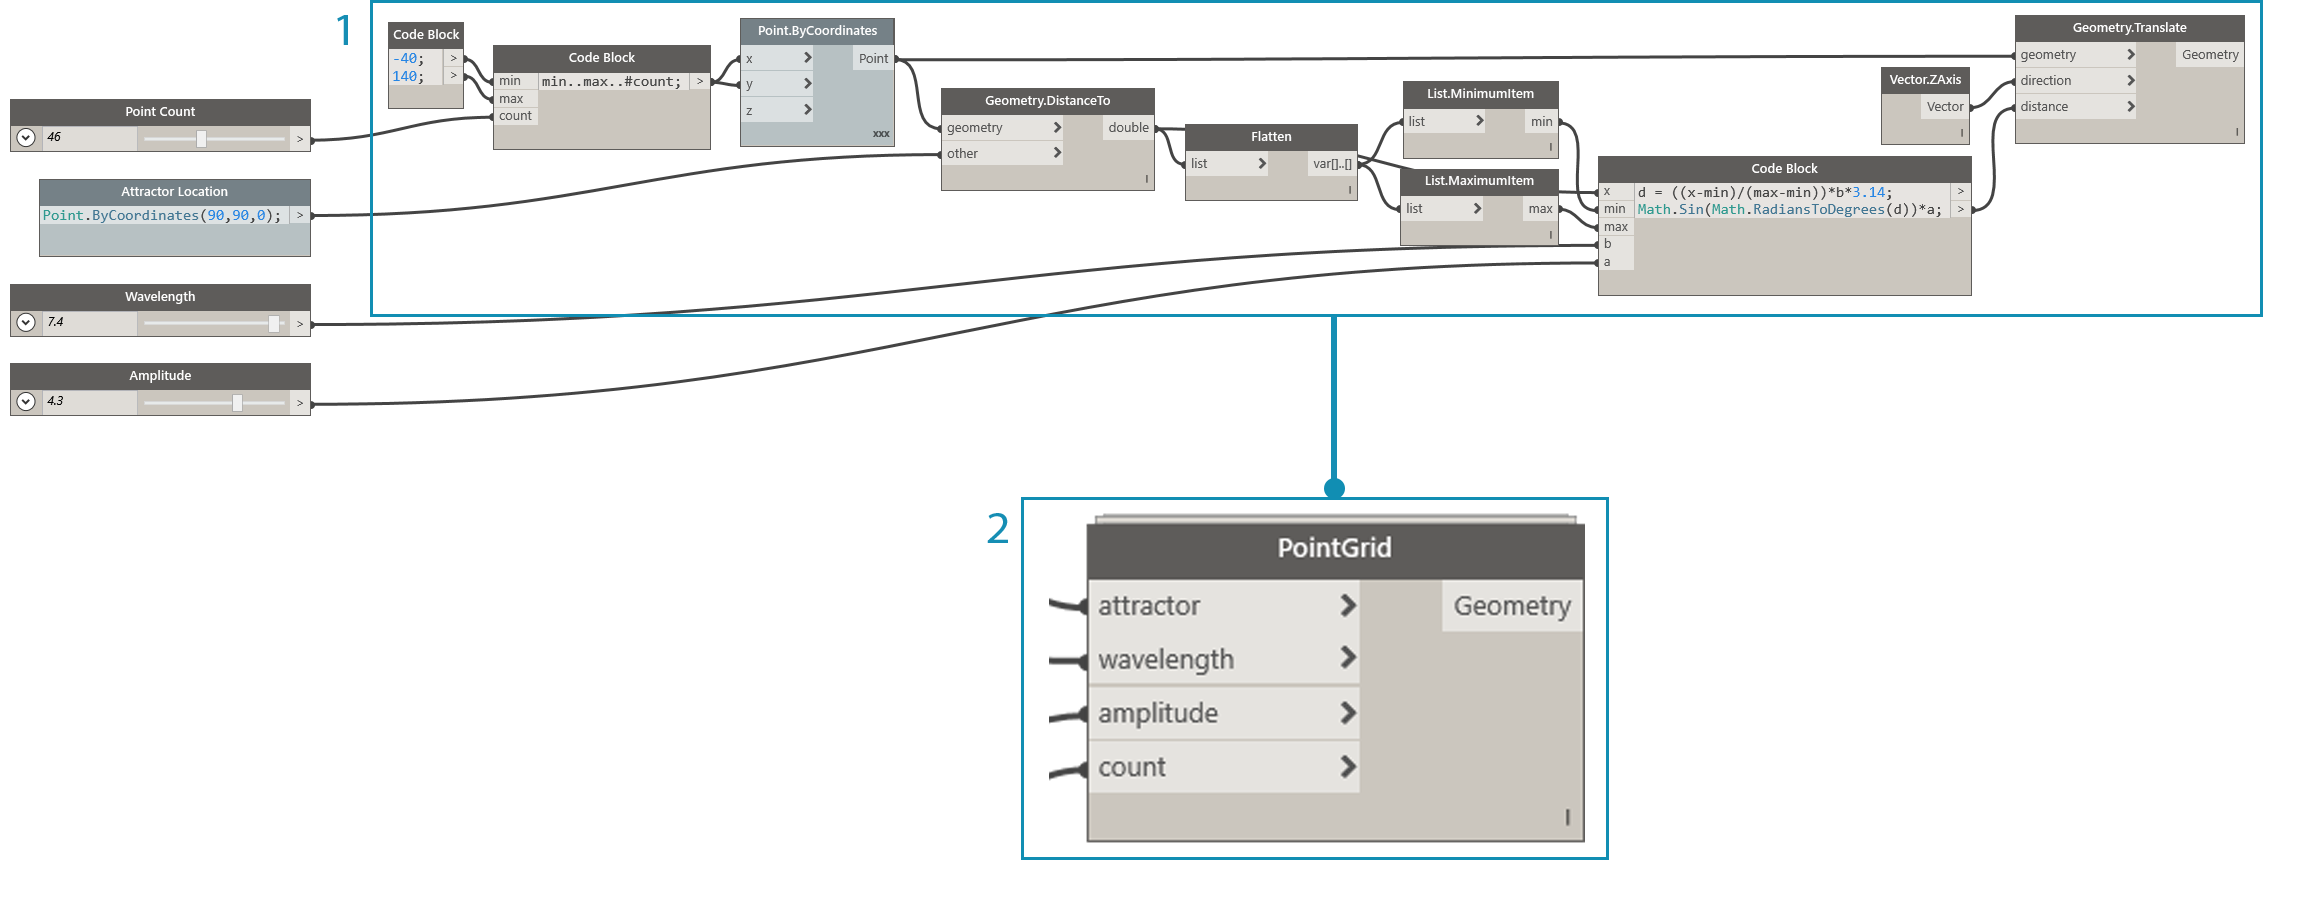 1
Point Count
46
>
Attractor Location
Point.ByCoordinates(90,90,0);
>
Wavelength
7.4
>
Amplitude
4.3
>
Code Block
-40;
>
140;
>
Code Block
min
min..max..#count;
>
max
count
Point.ByCoordinates
x
Point
y
z
xxx
Geometry.DistanceTo
geometry
double
other
l
Flatten
list
var[]..[]
l
List.MinimumItem
list
min
l
List.MaximumItem
list
max
l
Code Block
x
d = ((x-min)/(max-min))*b*3.14;
>
min
Math.Sin(Math.RadiansToDegrees(d))*a;
>
max
b
a
Vector.ZAxis
Vector
l
Geometry.Translate
geometry
Geometry
direction
distance
l
2
PointGrid
attractor
Geometry
wavelength
amplitude
count
l